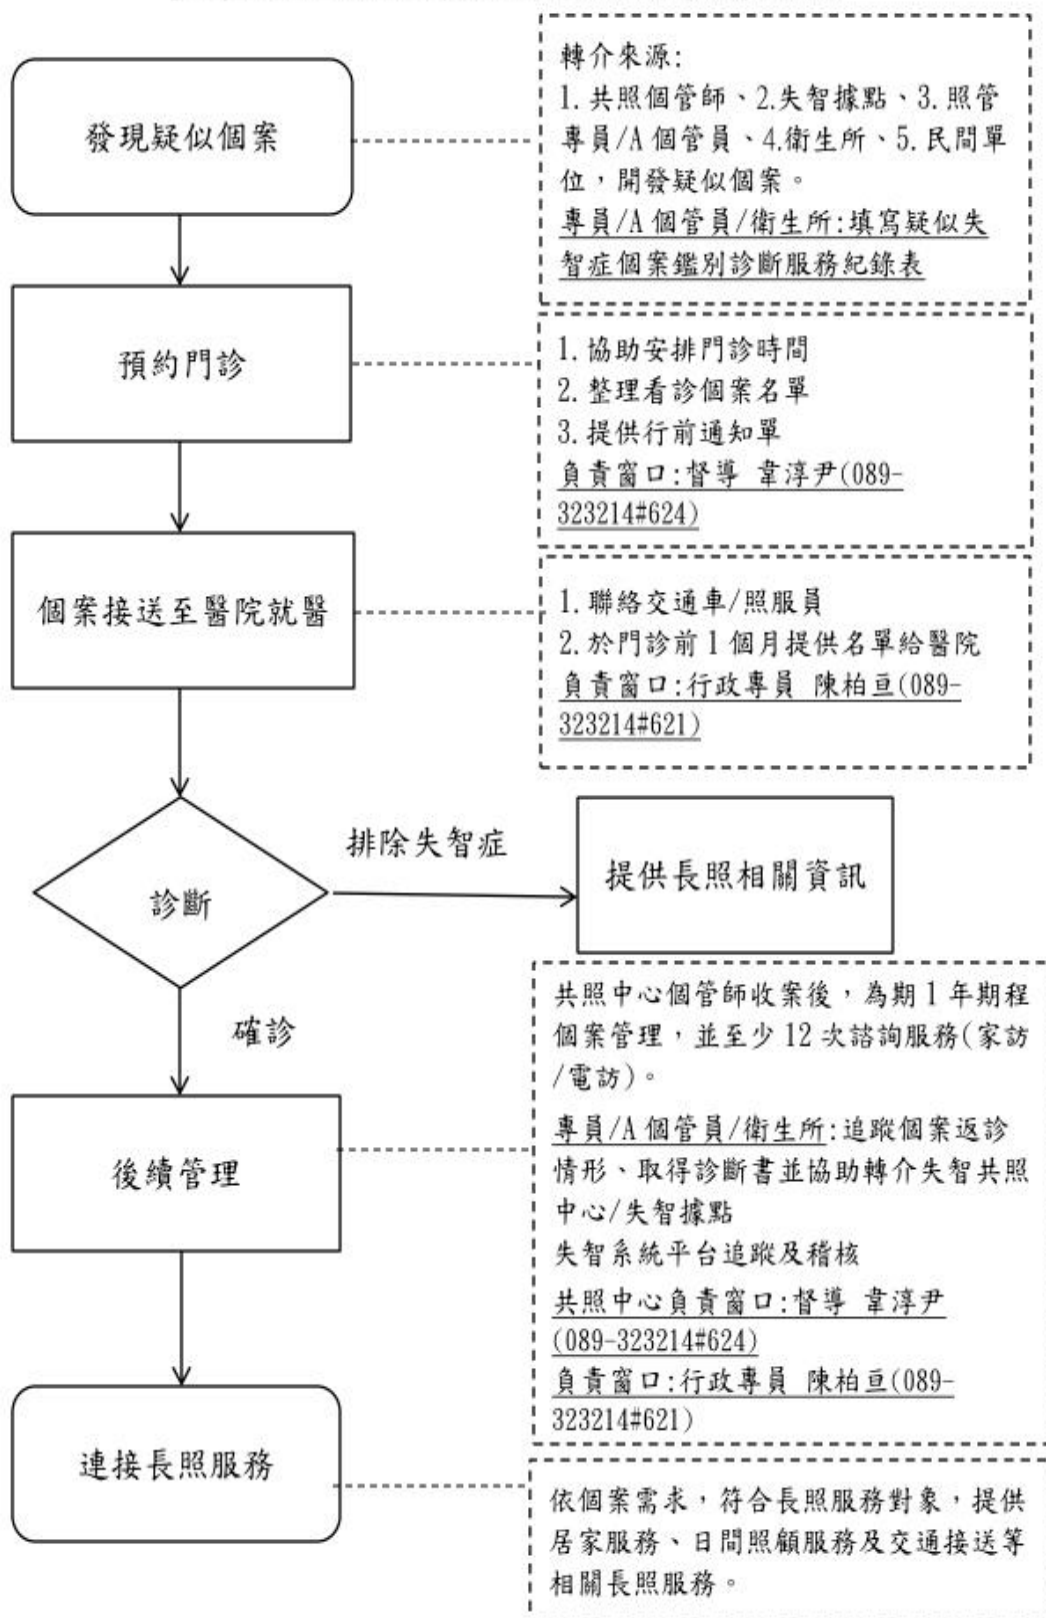 發現疑似個案
轉介來源:
1.共照個管師、2.失智據點、3.照管
專員/A個管員、4.衛生所、5.民間單
位，開發疑似個案。
專員/A個管員/衛生所:填寫疑似失
智症個案鑑別診斷服務紀錄表
預約門診
1.協助安排門診時間
2.整理看診個案名單
3.提供行前通知單
負責窗口:督導 韋淳尹(089-
323214#624)
個案接送至醫院就醫
1.聯絡交通車/照服員
2.於門診前1個月提供名單給醫院
負責窗口:行政專員 陳柏亘(089-
323214#621)
診斷
排除失智症
提供長照相關資訊
確診
後續管理
共照中心個管師收案後，為期1年期程
個案管理，並至少12次諮詢服務(家訪
/電訪)。
專員/A個管員/衛生所:追蹤個案返診
情形、取得診斷書並協助轉介失智共照
中心/失智據點
失智系統平台追蹤及稽核
共照中心負責窗口:督導 韋淳尹
(089-323214#624)
負責窗口:行政專員 陳柏亘(089-
323214#621)
連接長照服務
依個案需求，符合長照服務對象，提供
居家服務、日間照顧服務及交通接送等
相關長照服務。